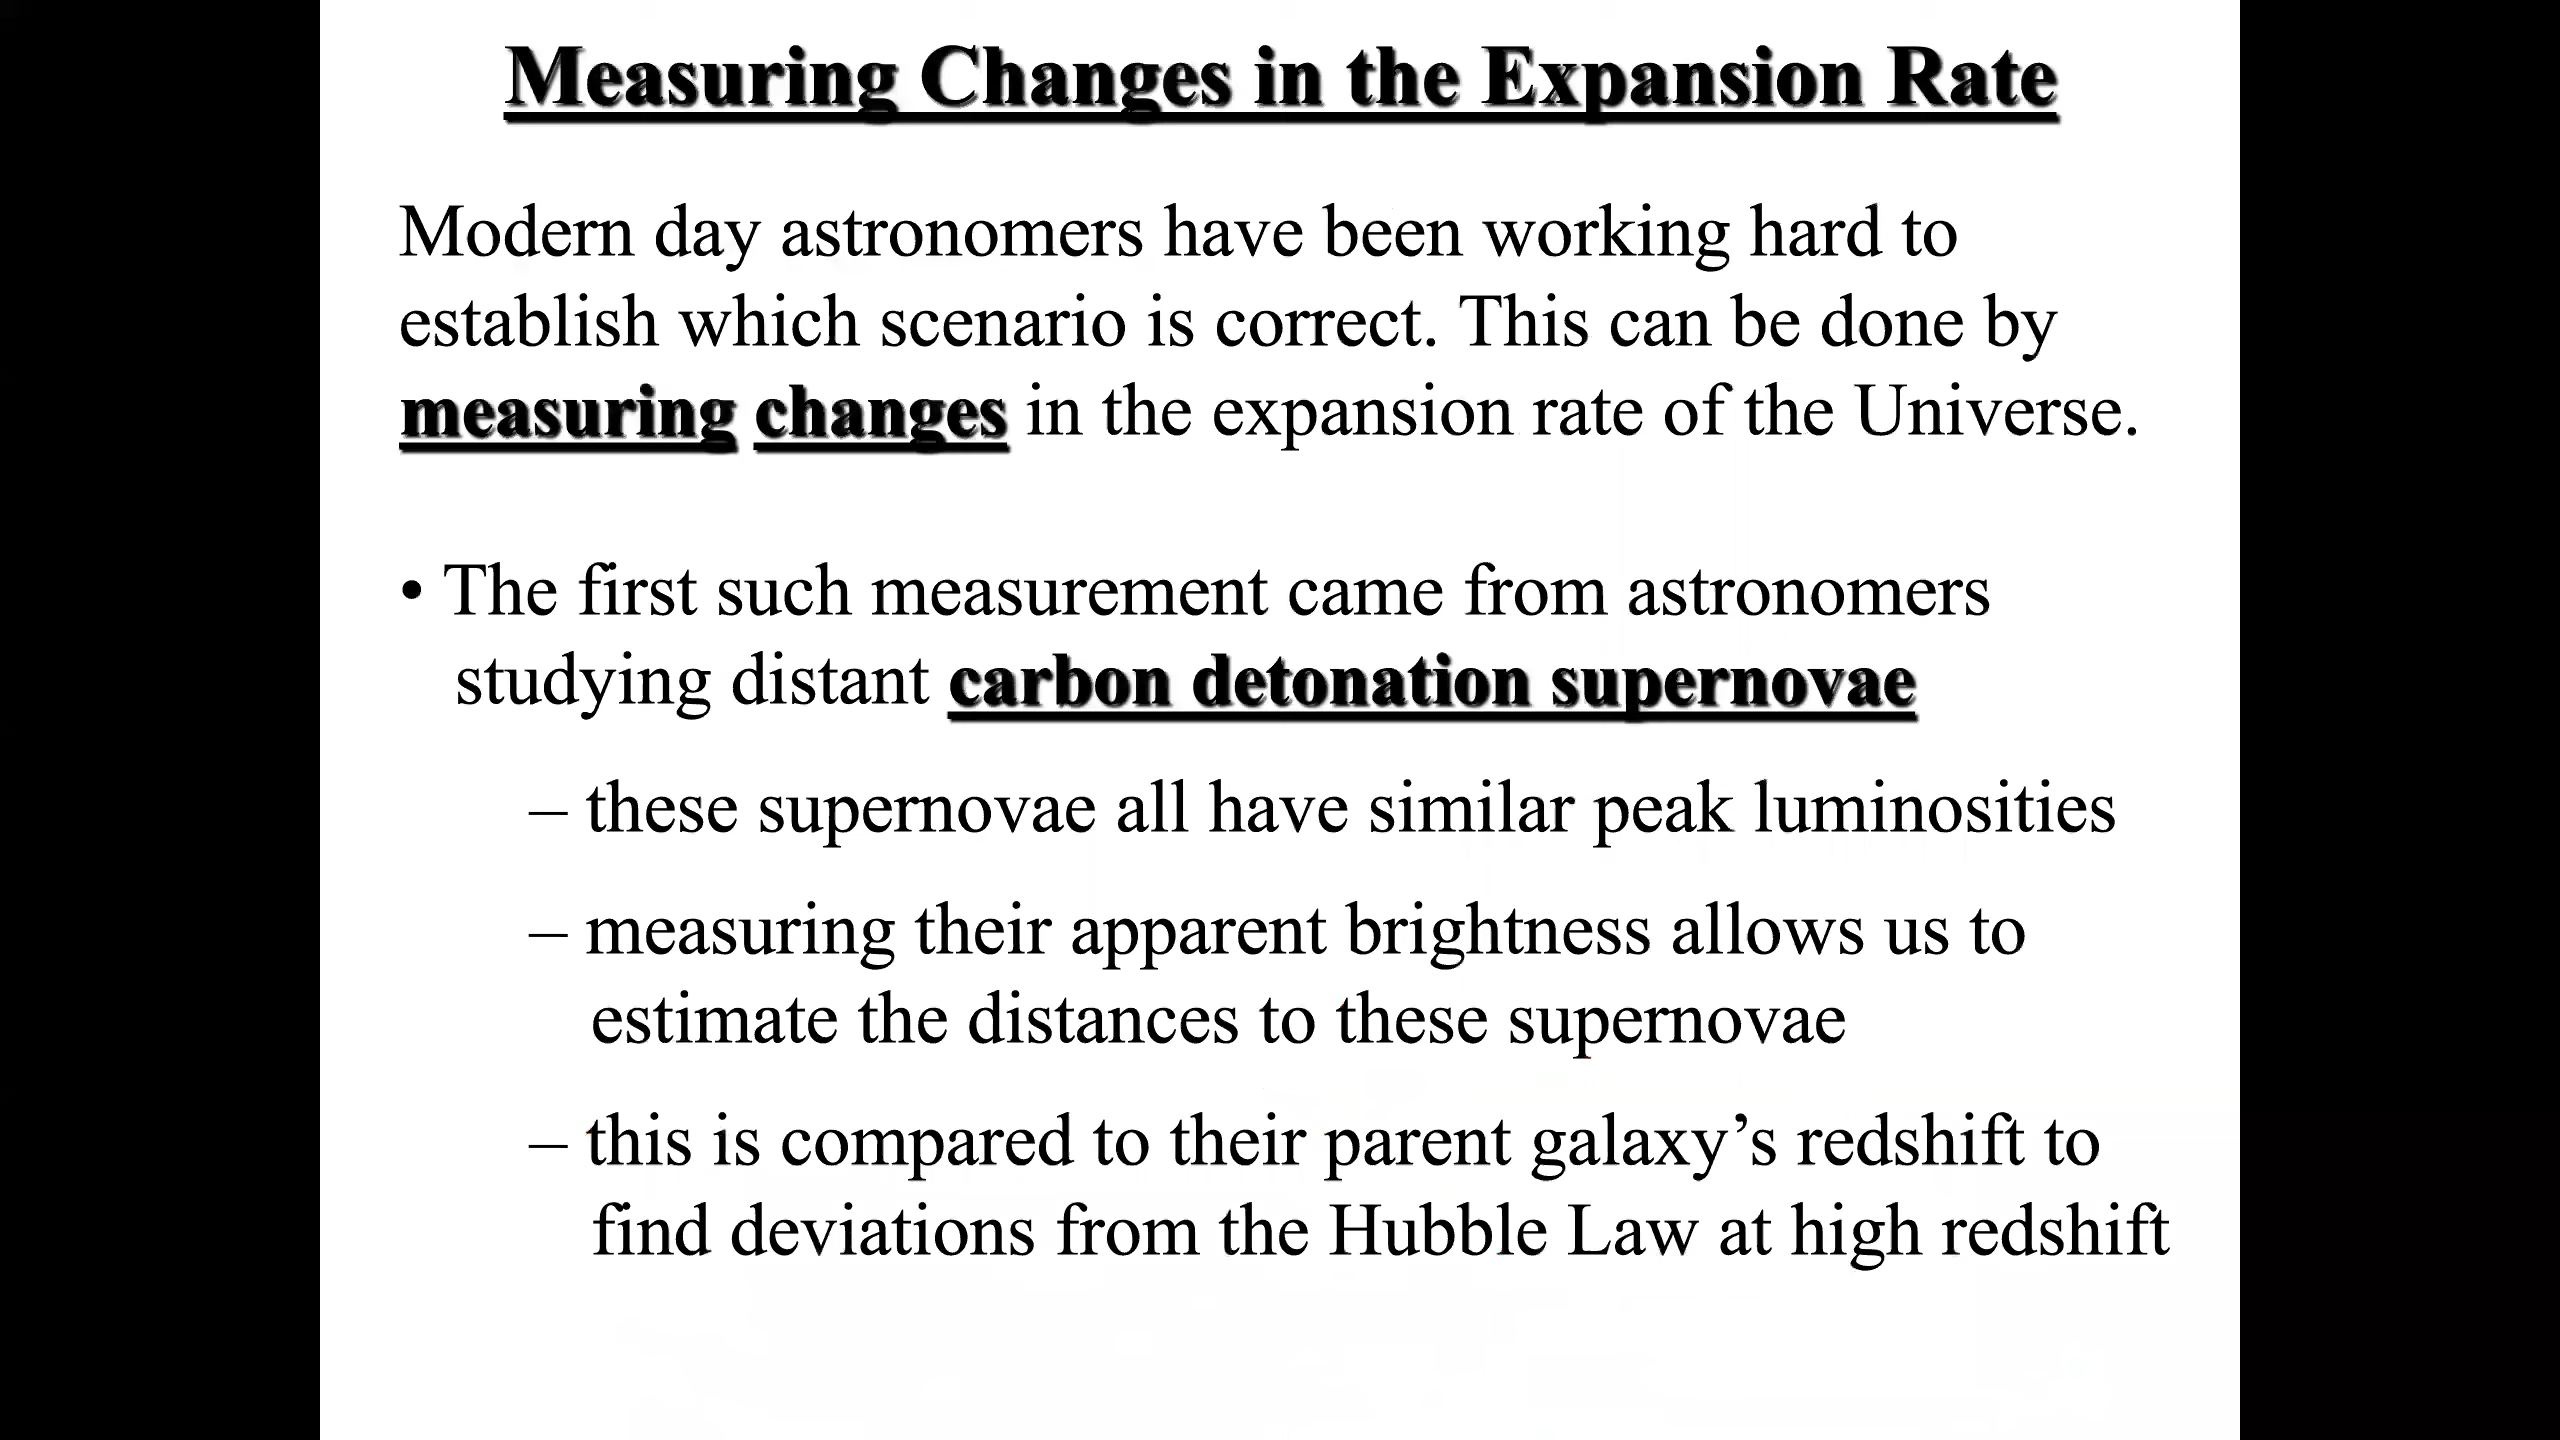 Measuring Changes in the Expansion Rate
Modern day astronomers have been working hard to
establish which scenario is correct. This can be done by
measuring changes in the expansion rate of the Universe.
• The first such measurement came from astronomers
studying distant carbon detonation supernovae
– these supernovae all have similar peak luminosities
– measuring their apparent brightness allows us to
estimate the distances to these supernovae
– this is compared to their parent galaxy’s redshift to
find deviations from the Hubble Law at high redshift